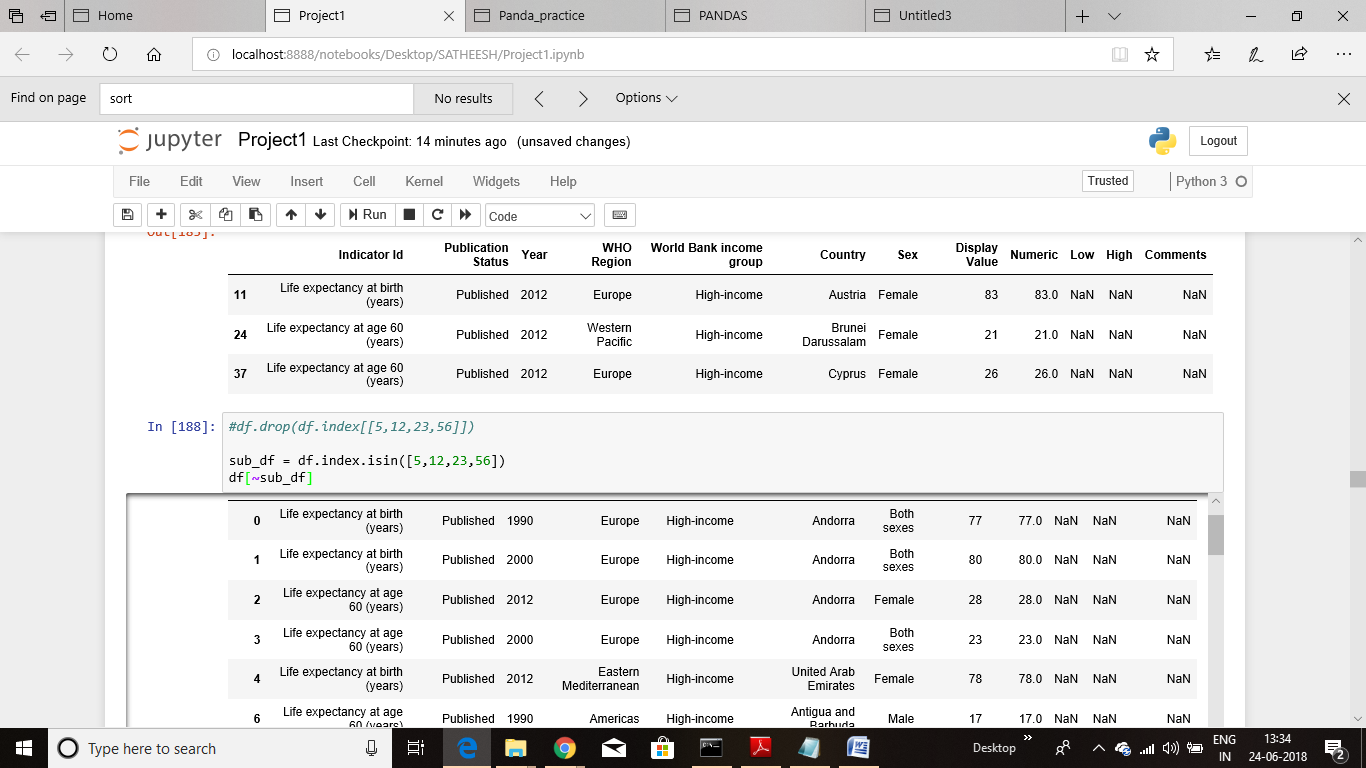 Home Project1 Panda_practice PANDAS Untitled3
localhost:8888/notebooks/Desktop/SATHEESH/Project1.ipynb
Find on page sort No results Options
jupyter Project1 Last Checkpoint: 14 minutes ago (unsaved changes) Logout
File Edit View Insert Cell Kernel Widgets Help Trusted Python 3
Run Code
Out[185]:
Indicator Id Publication Status Year WHO Region World Bank income group Country Sex Display Value Numeric Low High Comments
11 Life expectancy at birth (years) Published 2012 Europe High-income Austria Female 83 83.0 NaN NaN NaN
24 Life expectancy at age 60 (years) Published 2012 Western Pacific High-income Brunei Darussalam Female 21 21.0 NaN NaN NaN
37 Life expectancy at age 60 (years) Published 2012 Europe High-income Cyprus Female 26 26.0 NaN NaN NaN
In [188]: #df.drop(df.index[[5,12,23,56]])
sub_df = df.index.isin([5,12,23,56])
df[~sub_df]
0 Life expectancy at birth (years) Published 1990 Europe High-income Andorra Both sexes 77 77.0 NaN NaN NaN
1 Life expectancy at birth (years) Published 2000 Europe High-income Andorra Both sexes 80 80.0 NaN NaN NaN
2 Life expectancy at age 60 (years) Published 2012 Europe High-income Andorra Female 28 28.0 NaN NaN NaN
3 Life expectancy at age 60 (years) Published 2000 Europe High-income Andorra Both sexes 23 23.0 NaN NaN NaN
4 Life expectancy at birth (years) Published 2012 Eastern Mediterranean High-income United Arab Emirates Female 78 78.0 NaN NaN NaN
6 Life expectancy at age 60 (years) Published 1990 Americas High-income Antigua and Barbuda Male 17 17.0 NaN NaN NaN
Type here to search Desktop ENG 13:34
IN 24-06-2018 2